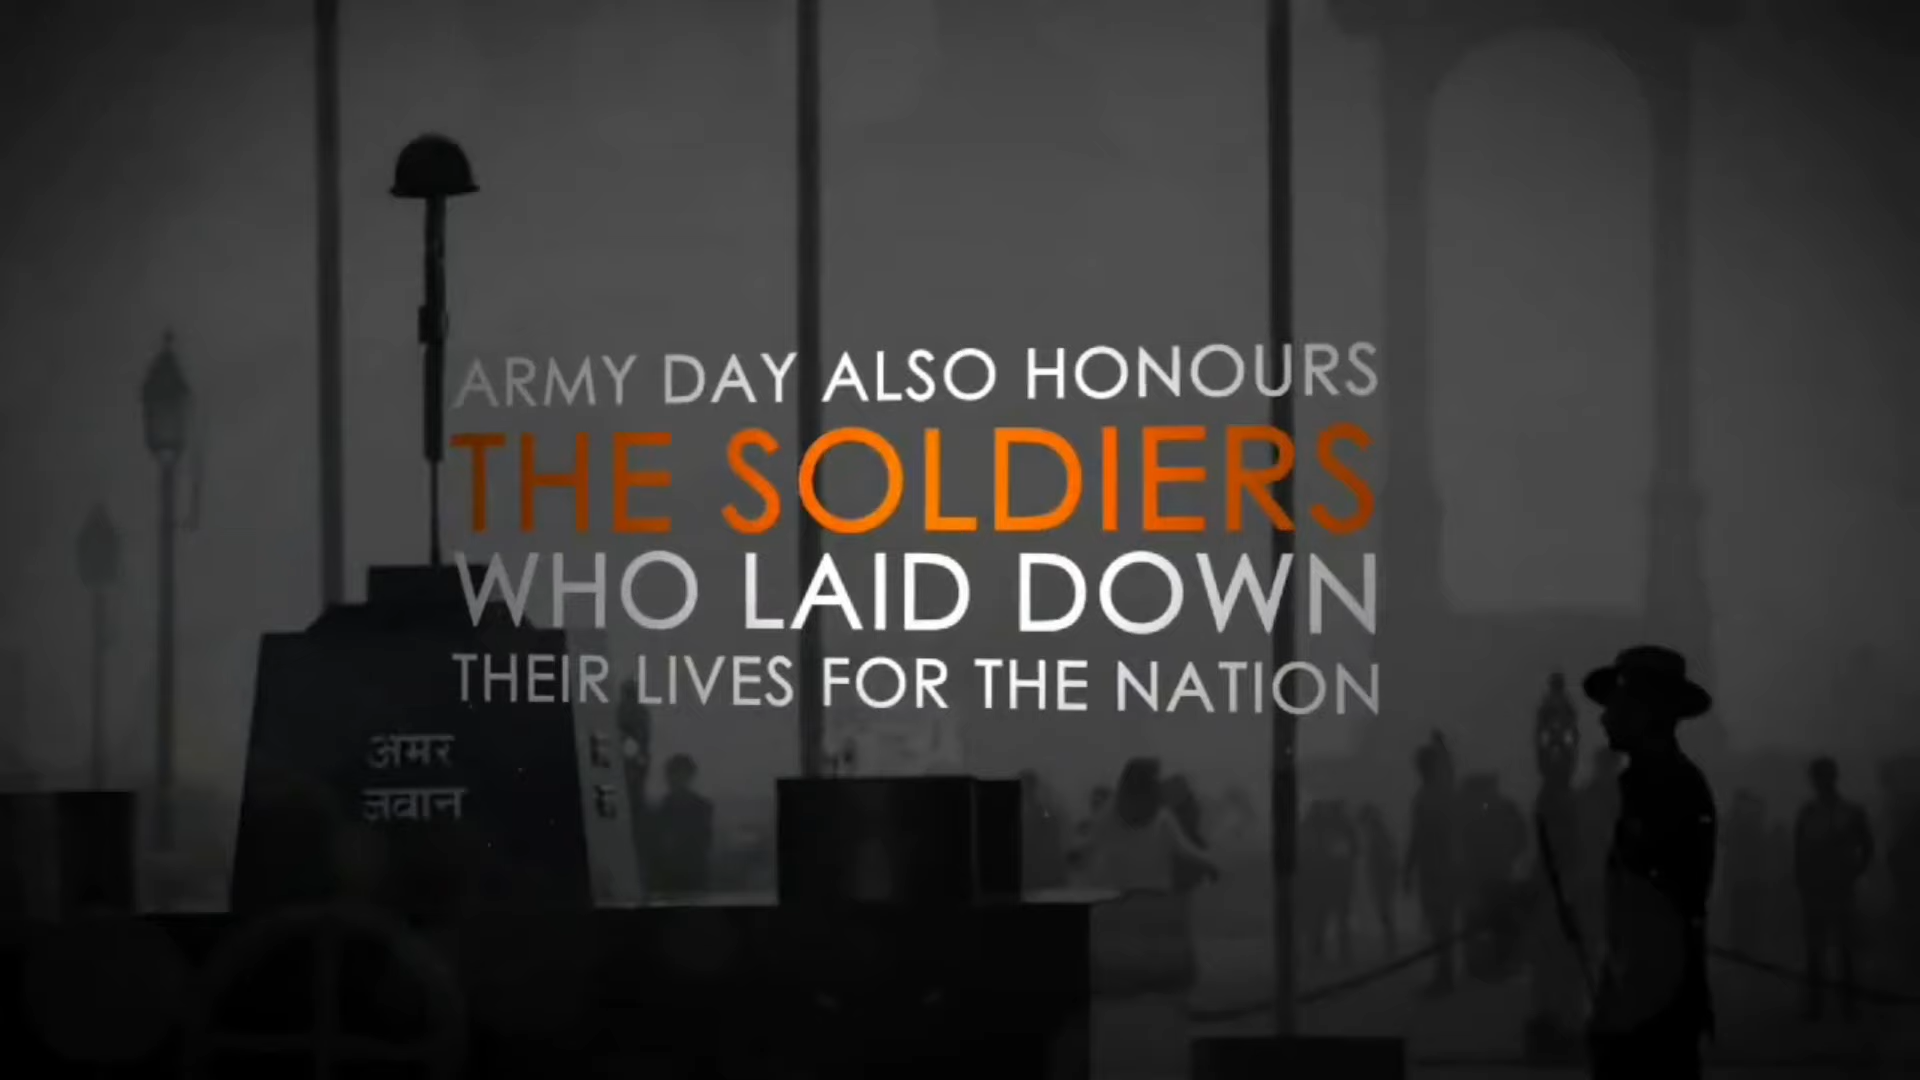 ARMY DAY ALSO HONOURS
THE SOLDIERS
WHO LAID DOWN
THEIR LIVES FOR THE NATION
अमर
जवान